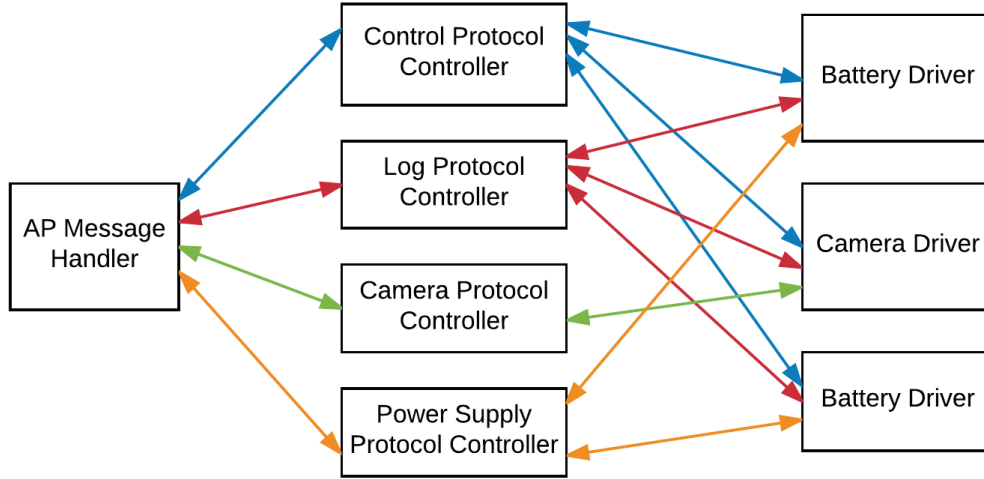 AP Message
Handler
Control Protocol
Controller
Log Protocol
Controller
Camera Protocol
Controller
Power Supply
Protocol Controller
Battery Driver
Camera Driver
Battery Driver